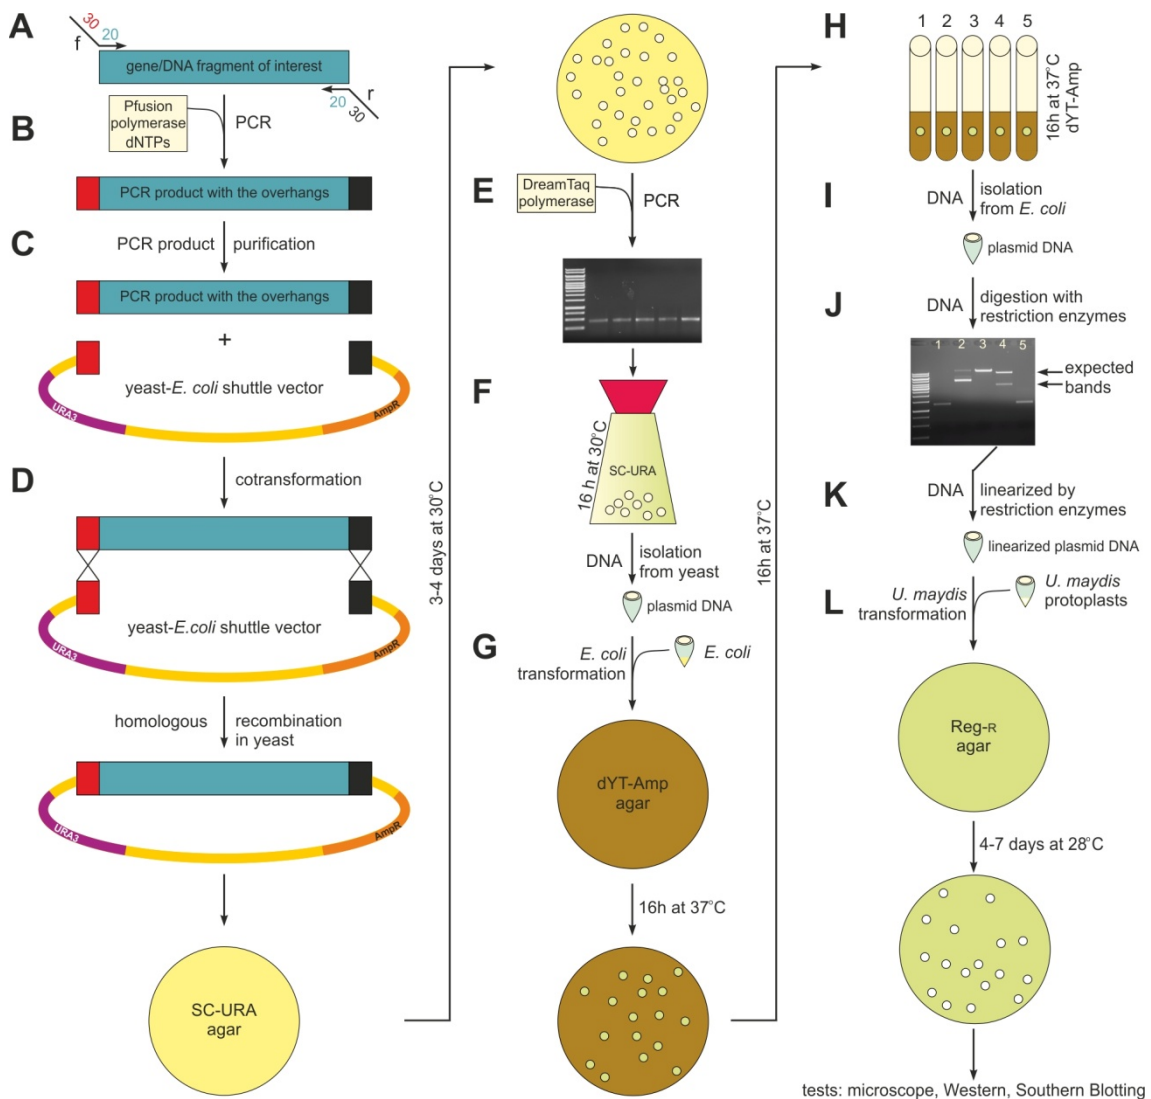 A
30
20
f
gene/DNA fragment of interest
20
30
r
B
Pfusion
polymerase
dNTPs
PCR
PCR product with the overhangs
C
PCR product purification
PCR product with the overhangs
+
yeast-E. coli shuttle vector
URA3
AmpR
D
cotransformation
yeast-E.coli shuttle vector
URA3
AmpR
homologous recombination
in yeast
URA3
AmpR
SC-URA
agar
3-4 days at 30°C
E
DreamTaq
polymerase
PCR
F
16 h at 30°C
SC-URA
DNA isolation
from yeast
plasmid DNA
G
E. coli
transformation
E. coli
dYT-Amp
agar
16h at 37°C
16h at 37°C
H
1 2 3 4 5
16h at 37°C
dYT-Amp
I
DNA isolation
from E. coli
plasmid DNA
J
DNA digestion with
restriction enzymes
1 2 3 4 5
expected
bands
K
DNA linearized by
restriction enzymes
linearized plasmid DNA
L
U. maydis
transformation
U. maydis
protoplasts
Reg-R
agar
4-7 days at 28°C
tests: microscope, Western, Southern Blotting